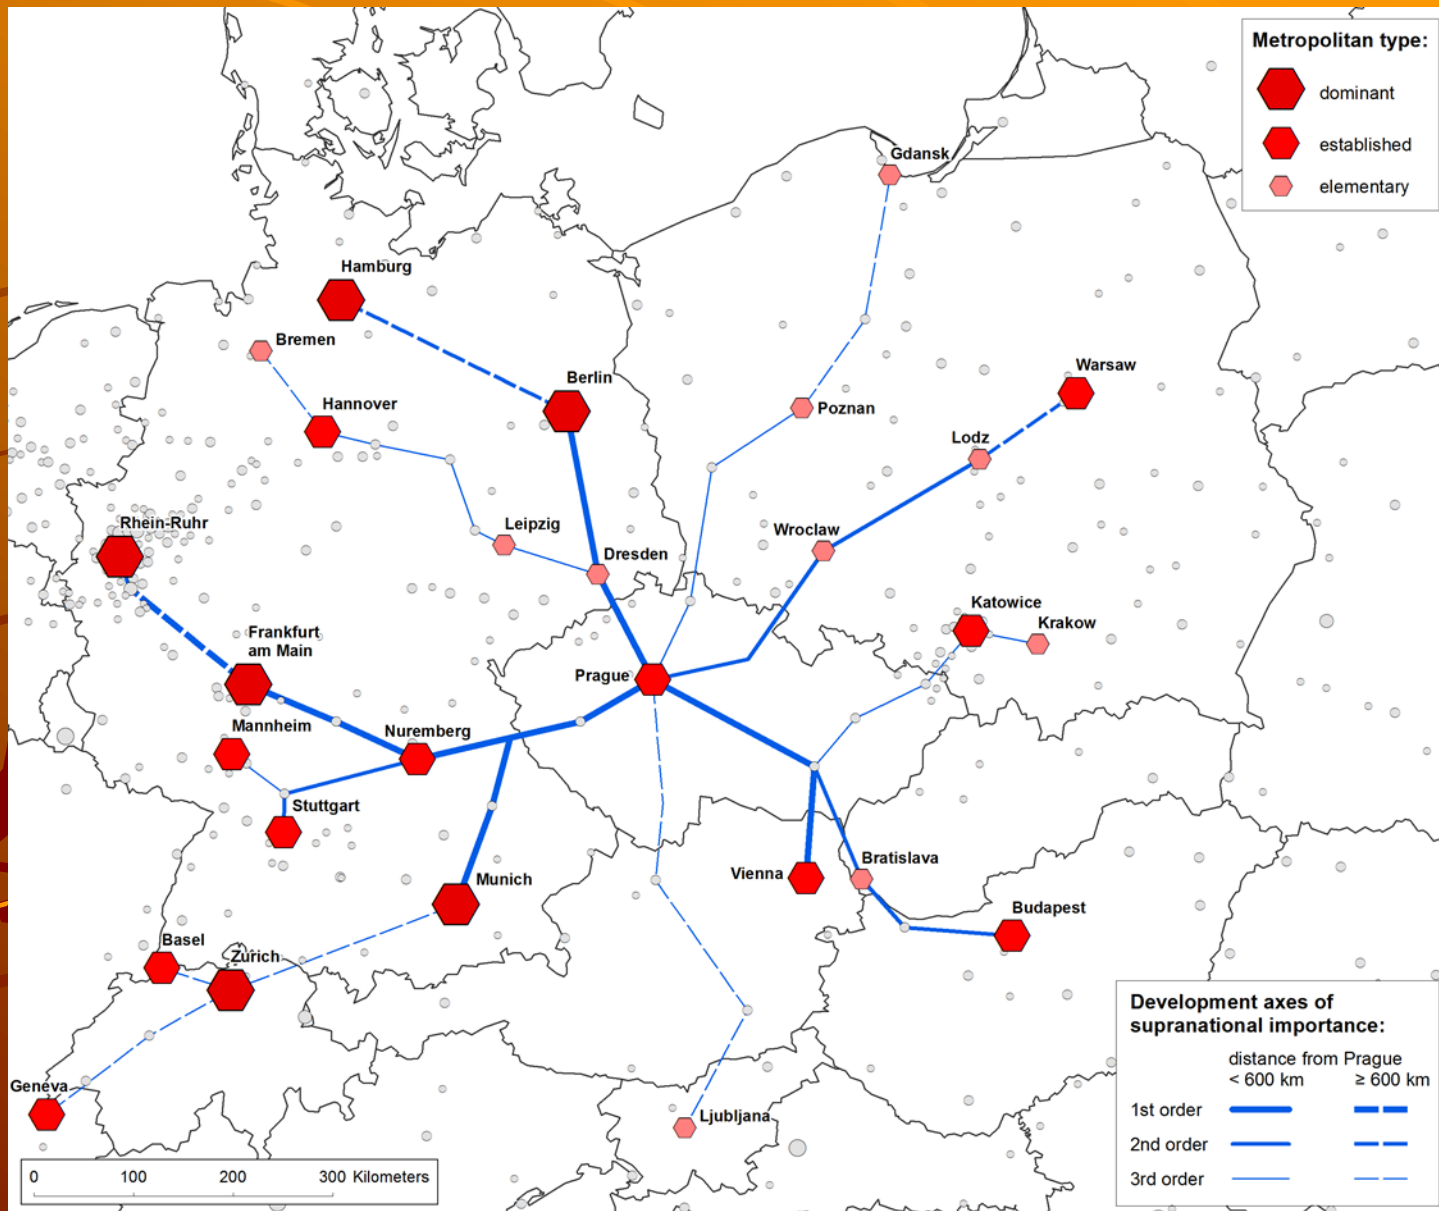 Metropolitan type:
dominant
established
elementary
Gdansk
Hamburg
Bremen
Berlin
Warsaw
Hannover
Poznan
Lodz
Rhein-Ruhr
Leipzig
Wroclaw
Dresden
Katowice
Krakow
Frankfurt
am Main
Prague
Mannheim
Nuremberg
Stuttgart
Munich
Vienna
Bratislava
Budapest
Basel
Zürich
Geneva
Ljubljana
Development axes of
supranational importance:
distance from Prague
< 600 km ≥ 600 km
1st order
2nd order
3rd order
0 100 200 300 Kilometers